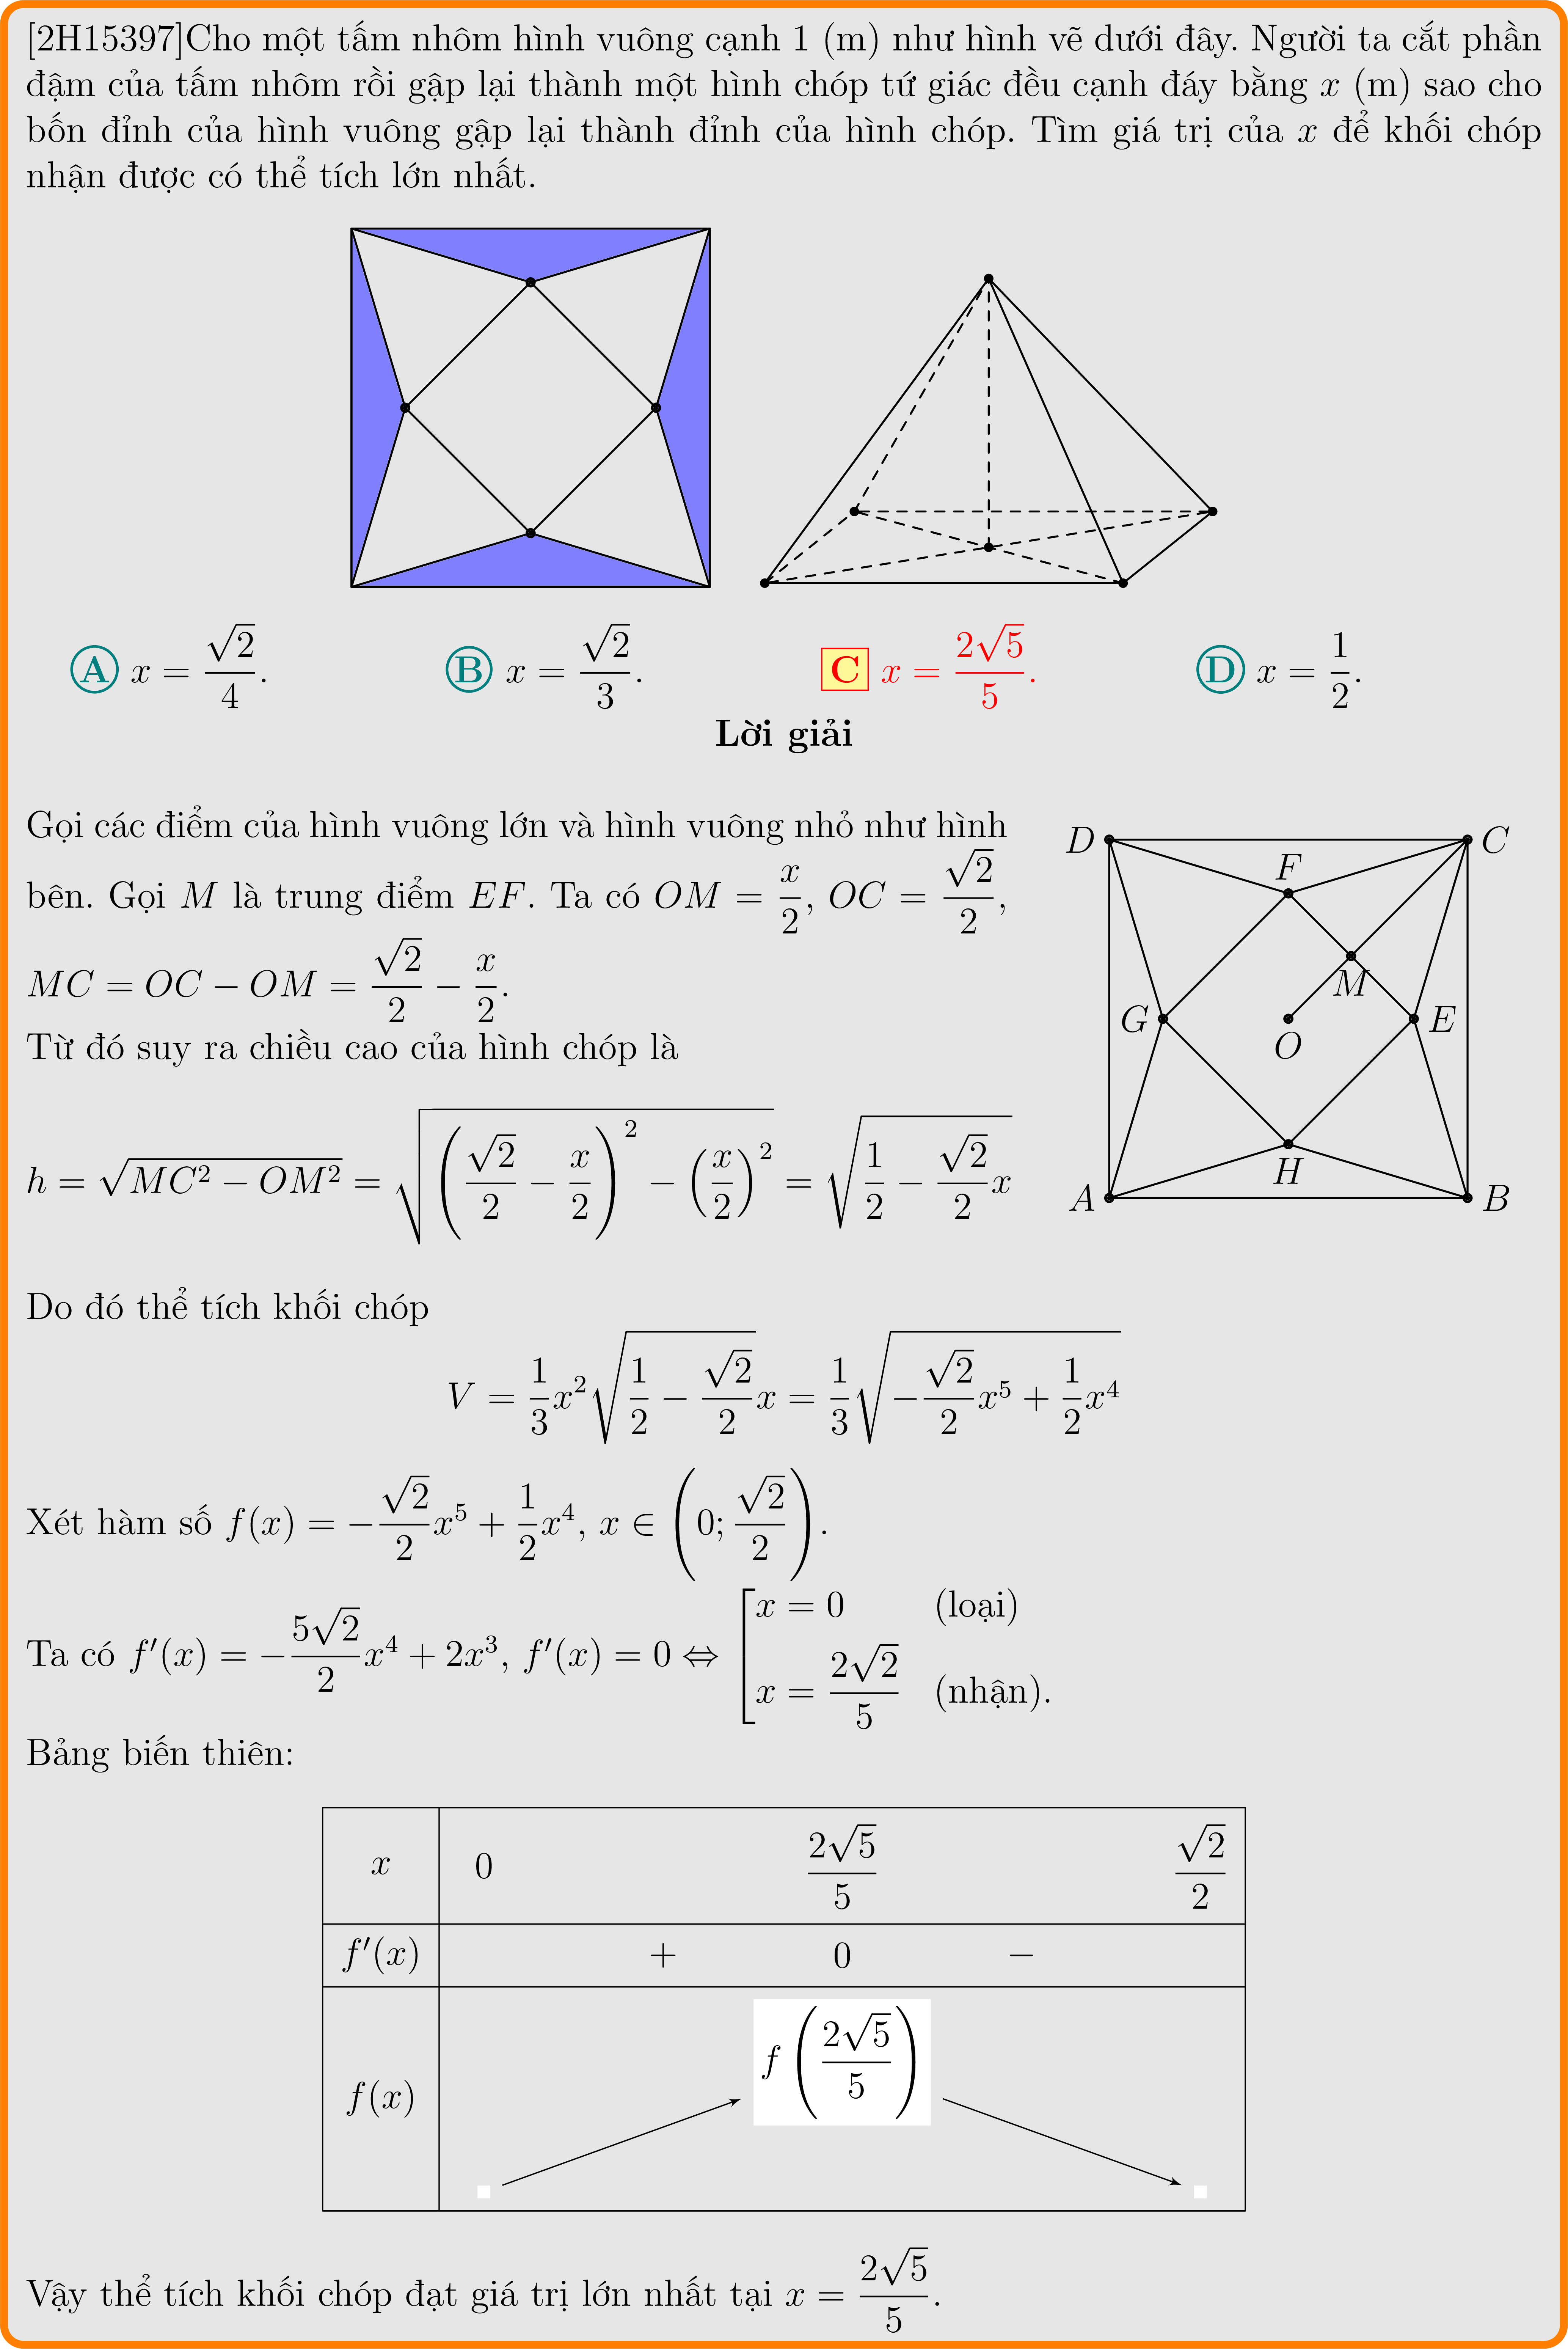 [2H15397]Cho một tấm nhôm hình vuông cạnh 1 (m) như hình vẽ dưới đây. Người ta cắt phần
đậm của tấm nhôm rồi gập lại thành một hình chóp tứ giác đều cạnh đáy bằng x (m) sao cho
bốn đỉnh của hình vuông gập lại thành đỉnh của hình chóp. Tìm giá trị của x để khối chóp
nhận được có thể tích lớn nhất.
A x = \frac{\sqrt{2}}{4}. B x = \frac{\sqrt{2}}{3}. C x = \frac{2\sqrt{5}}{5}. D x = \frac{1}{2}.
Lời giải
Gọi các điểm của hình vuông lớn và hình vuông nhỏ như hình
bên. Gọi M là trung điểm EF. Ta có OM = \frac{x}{2}, OC = \frac{\sqrt{2}}{2},
MC = OC − OM = \frac{\sqrt{2}}{2} − \frac{x}{2}.
Từ đó suy ra chiều cao của hình chóp là
h = \sqrt{MC^2 − OM^2} = \sqrt{\left(\frac{\sqrt{2}}{2} − \frac{x}{2}\right)^2 − \left(\frac{x}{2}\right)^2} = \sqrt{\frac{1}{2} − \frac{\sqrt{2}}{2}x}
D
C
F
M
G
E
O
H
A
B
Do đó thể tích khối chóp
V = \frac{1}{3}x^2\sqrt{\frac{1}{2} − \frac{\sqrt{2}}{2}}x = \frac{1}{3}\sqrt{−\frac{\sqrt{2}}{2}x^5 + \frac{1}{2}x^4}
Xét hàm số f(x) = −\frac{\sqrt{2}}{2}x^5 + \frac{1}{2}x^4, x ∈ \left(0; \frac{\sqrt{2}}{2}\right).
Ta có f′(x) = −\frac{5\sqrt{2}}{2}x^4 + 2x^3, f′(x) = 0 ⇔ [ x = 0 (loại)
x = \frac{2\sqrt{2}}{5} (nhận).
Bảng biến thiên:
x 0 \frac{2\sqrt{5}}{5} \frac{\sqrt{2}}{2}
f′(x) + 0 −
f(x) f\left(\frac{2\sqrt{5}}{5}\right)
Vậy thể tích khối chóp đạt giá trị lớn nhất tại x = \frac{2\sqrt{5}}{5}.